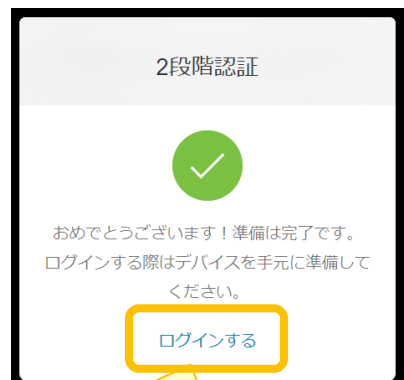 2段階認証
おめでとうございます！準備は完了です。
ログインする際はデバイスを手元に準備して
ください。
ログインする